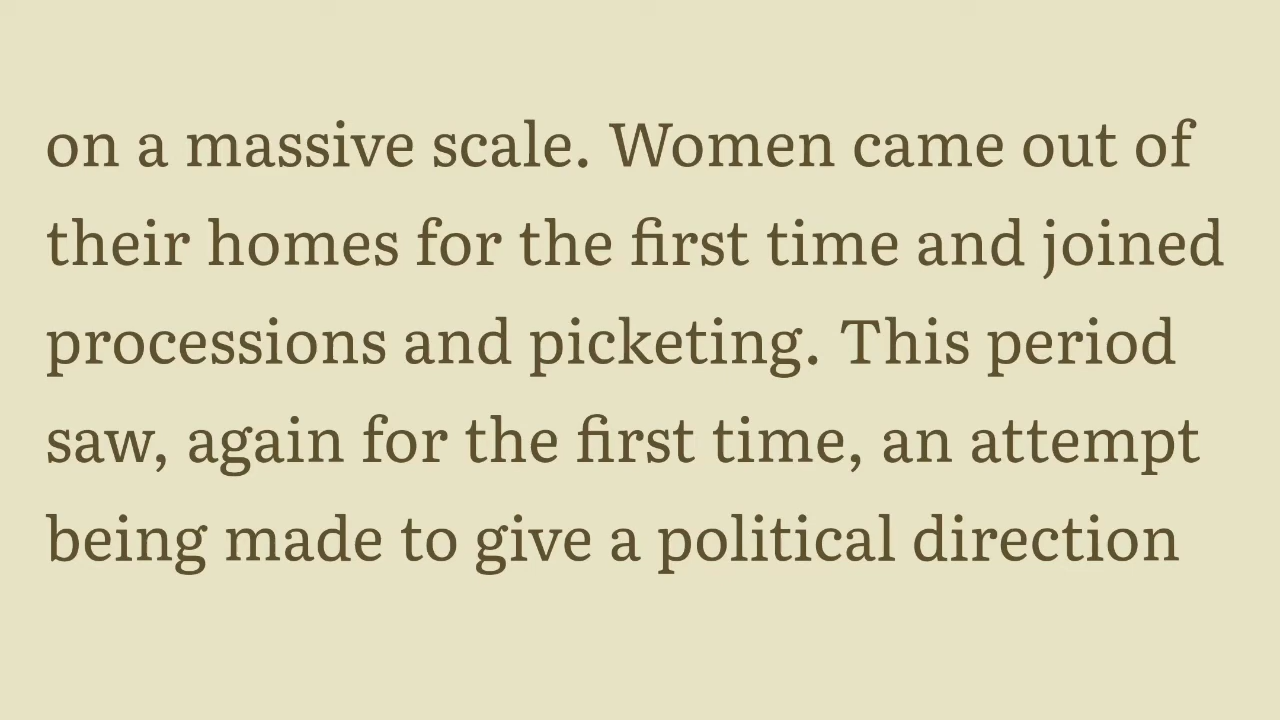 on a massive scale. Women came out of
their homes for the first time and joined
processions and picketing. This period
saw, again for the first time, an attempt
being made to give a political direction